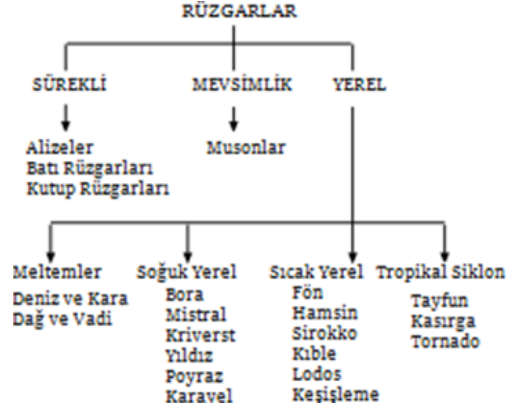 RÜZGARLAR
SÜREKLİ MEVSİMLİK YEREL
Alizeler
Batı Rüzgarları
Kutup Rüzgarları
Musonlar
Meltemler
Deniz ve Kara
Dağ ve Vadi
Soğuk Yerel
Bora
Mistral
Kriverst
Yıldız
Poyraz
Karayel
Sıcak Yerel
Fön
Hamsin
Sirokko
Kıble
Lodos
Keşişleme
Tropikal Siklon
Tayfun
Kasırga
Tornado